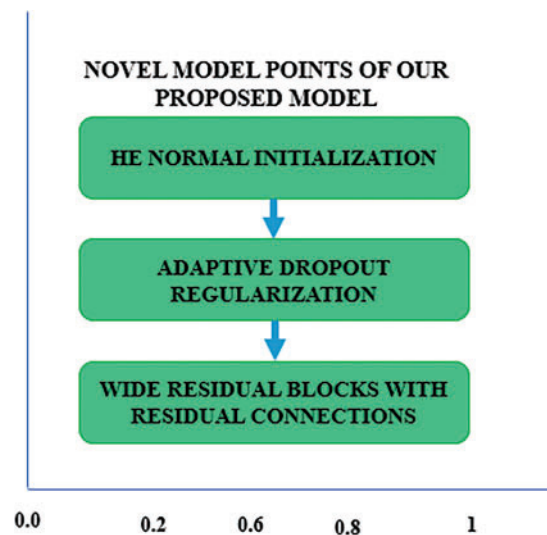 NOVEL MODEL POINTS OF OUR
PROPOSED MODEL
HE NORMAL INITIALIZATION
ADAPTIVE DROPOUT
REGULARIZATION
WIDE RESIDUAL BLOCKS WITH
RESIDUAL CONNECTIONS
0.0 0.2 0.6 0.8 1